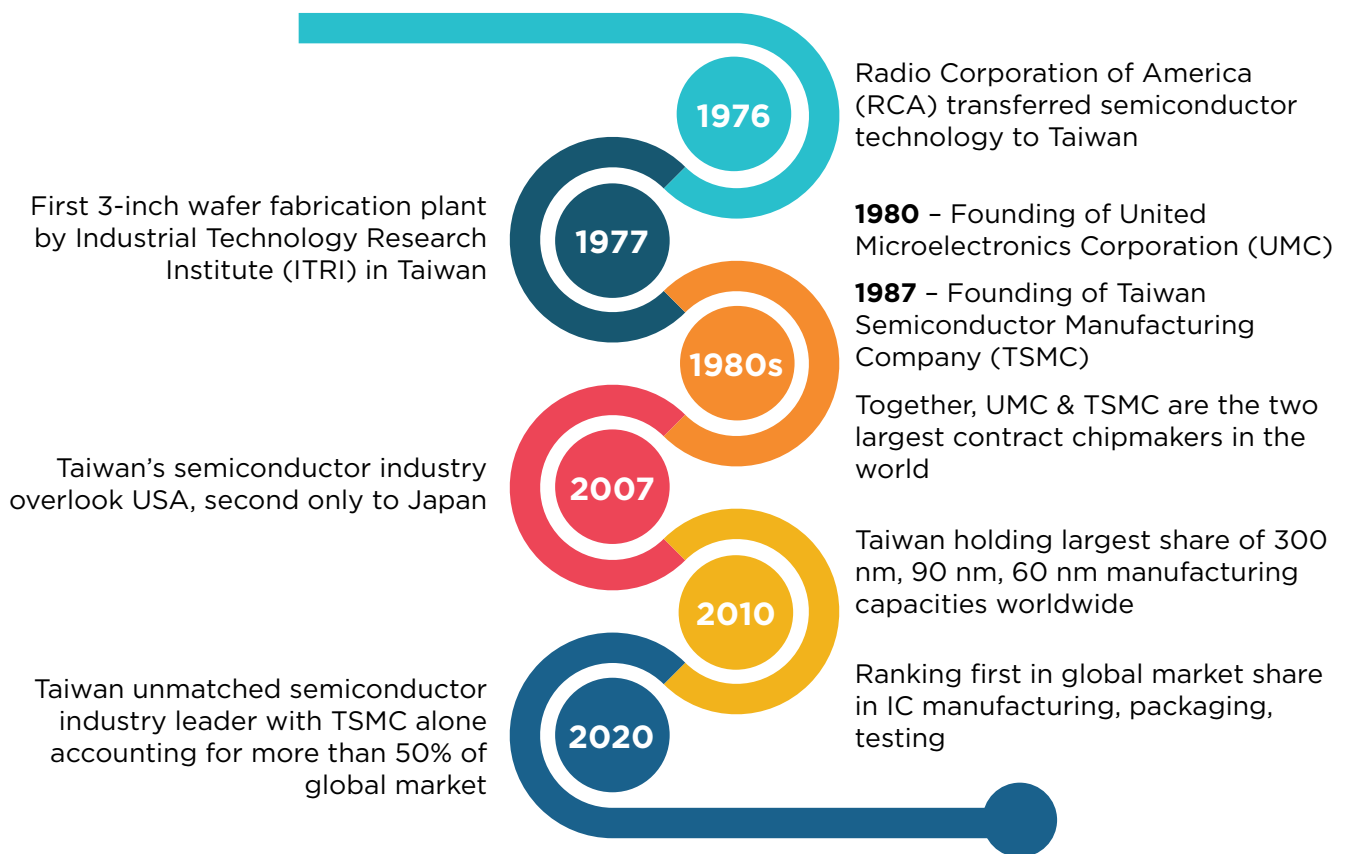 1976
Radio Corporation of America
(RCA) transferred semiconductor
technology to Taiwan
First 3-inch wafer fabrication plant
by Industrial Technology Research
Institute (ITRI) in Taiwan
1977
1980s
1980 – Founding of United
Microelectronics Corporation (UMC)
1987 – Founding of Taiwan
Semiconductor Manufacturing
Company (TSMC)
Together, UMC & TSMC are the two
largest contract chipmakers in the
world
Taiwan’s semiconductor industry
overlook USA, second only to Japan
2007
2010
Taiwan holding largest share of 300
nm, 90 nm, 60 nm manufacturing
capacities worldwide
Ranking first in global market share
in IC manufacturing, packaging,
testing
Taiwan unmatched semiconductor
industry leader with TSMC alone
accounting for more than 50% of
global market
2020